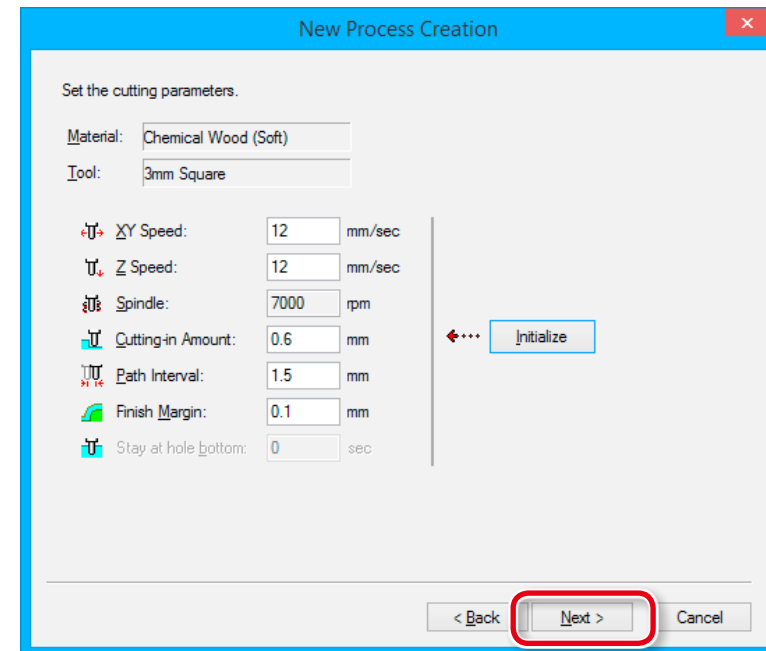 New Process Creation
Set the cutting parameters.
Material: Chemical Wood (Soft)
Tool: 3mm Square
XY Speed: 12 mm/sec
Z Speed: 12 mm/sec
Spindle: 7000 rpm
Cutting-in Amount: 0.6 mm
Initialize
Path Interval: 1.5 mm
Finish Margin: 0.1 mm
Stay at hole bottom: 0 sec
< Back Next > Cancel